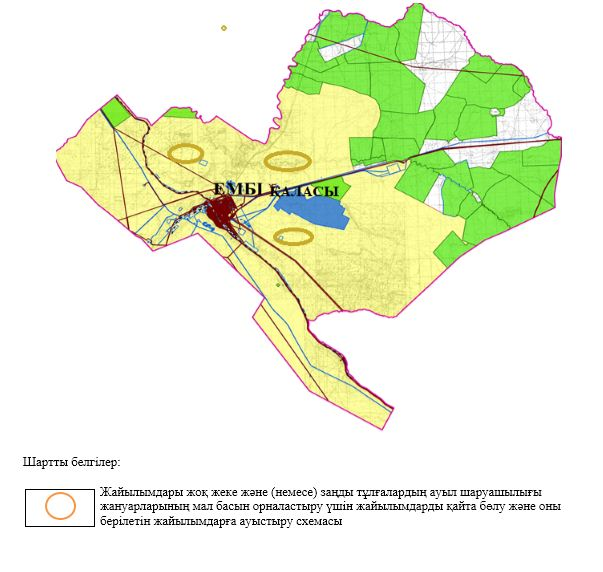 ЕМБІ ҚАЛАСЫ
Шартты белгілер:
Жайылымдары жоқ жеке және (немесе) заңды тұлғалардың ауыл шаруашылығы
жануарларының мал басын орналастыру үшін жайылымдарды қайта бөлу және оны
берілетін жайылымдарға ауыстыру схемасы